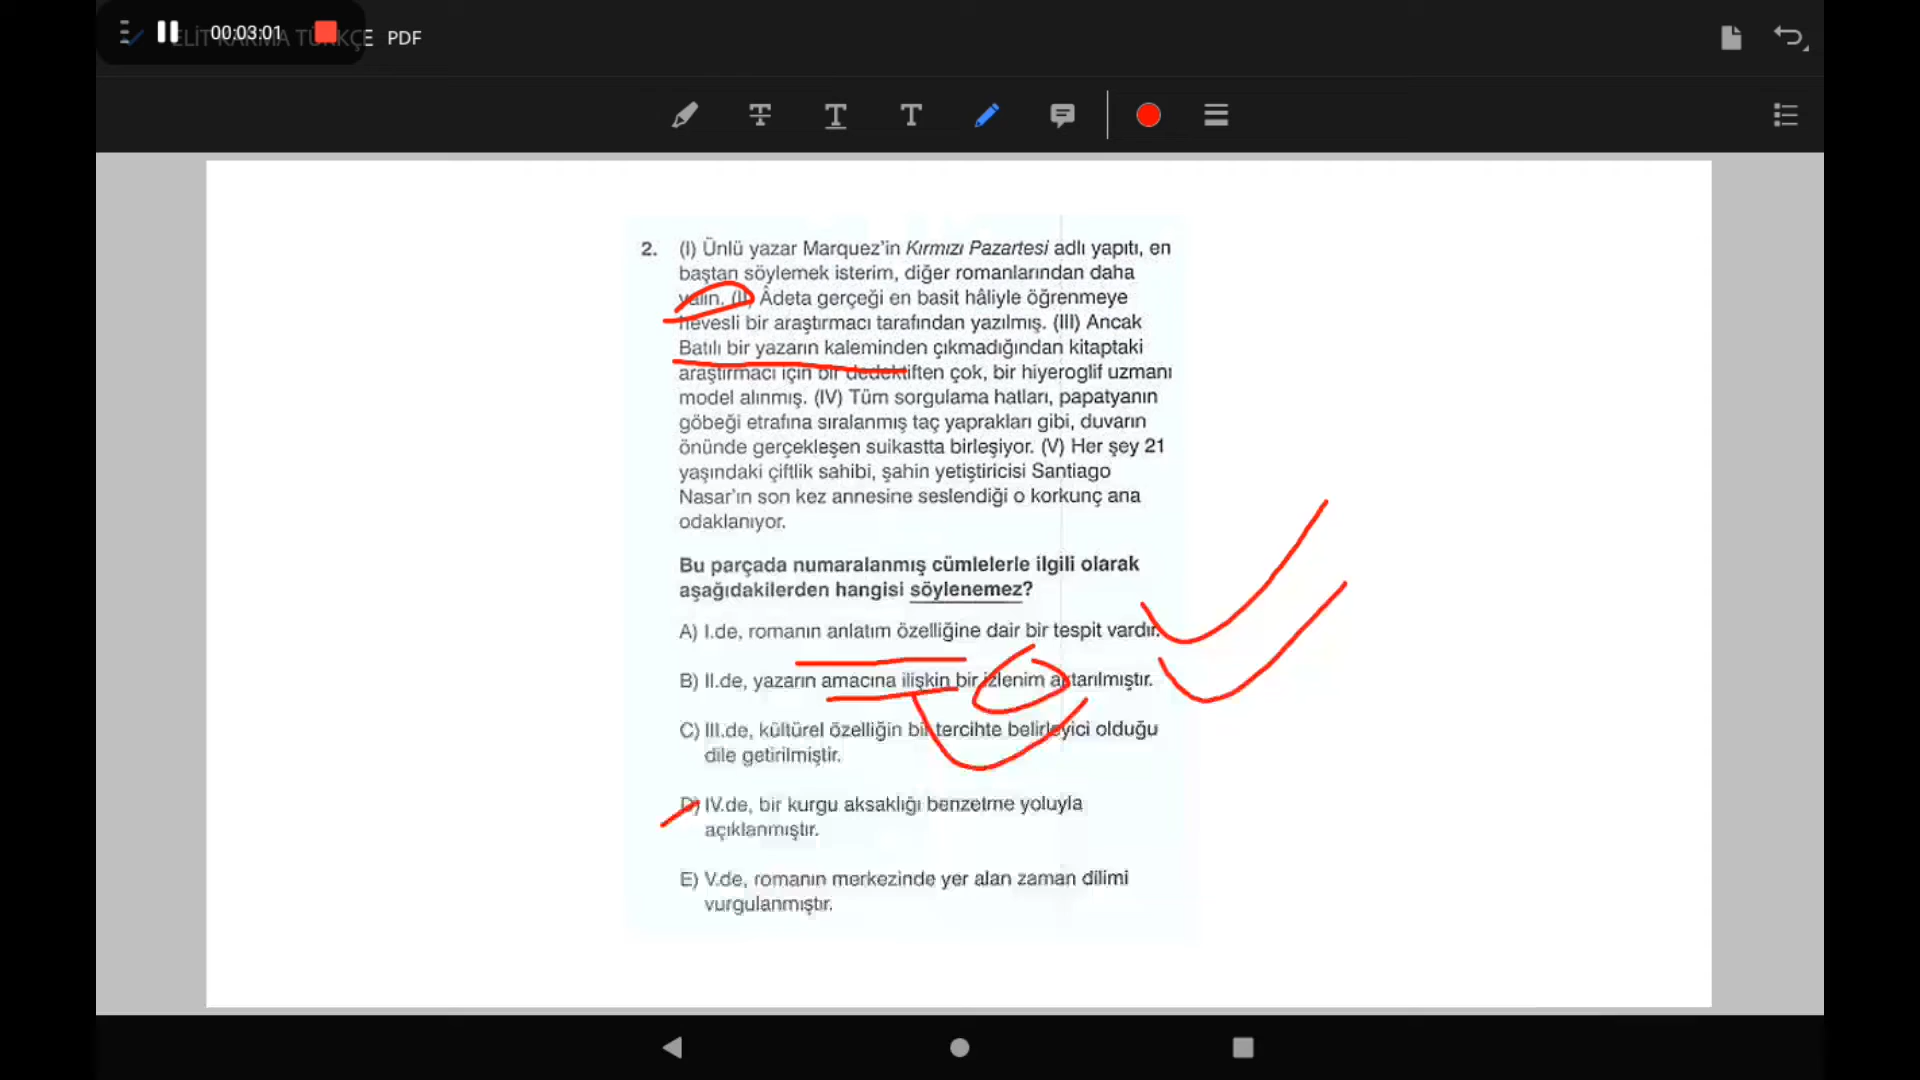 00:03:01
ELİT KARMA TÜRKÇE PDF
2. (I) Ünlü yazar Marquez'in Kırmızı Pazartesi adlı yapıtı, en
baştan söylemek isterim, diğer romanlarından daha
yalın. (II) Âdeta gerçeği en basit hâliyle öğrenmeye
hevesli bir araştırmacı tarafından yazılmış. (III) Ancak
Batılı bir yazarın kaleminden çıkmadığından kitaptaki
araştırmacı için bir dedektiften çok, bir hiyeroglif uzmanı
model alınmış. (IV) Tüm sorgulama hatları, papatyanın
göbeği etrafına sıralanmış taç yaprakları gibi, duvarın
önünde gerçekleşen suikastta birleşiyor. (V) Her şey 21
yaşındaki çiftlik sahibi, şahin yetiştiricisi Santiago
Nasar'ın son kez annesine seslendiği o korkunç ana
odaklanıyor.
Bu parçada numaralanmış cümlelerle ilgili olarak
aşağıdakilerden hangisi söylenemez?
A) I.de, romanın anlatım özelliğine dair bir tespit vardır.
B) II.de, yazarın amacına ilişkin bir izlenim aktarılmıştır.
C) III.de, kültürel özelliğin bir tercihte belirleyici olduğu
dile getirilmiştir.
D) IV.de, bir kurgu aksaklığı benzetme yoluyla
açıklanmıştır.
E) V.de, romanın merkezinde yer alan zaman dilimi
vurgulanmıştır.